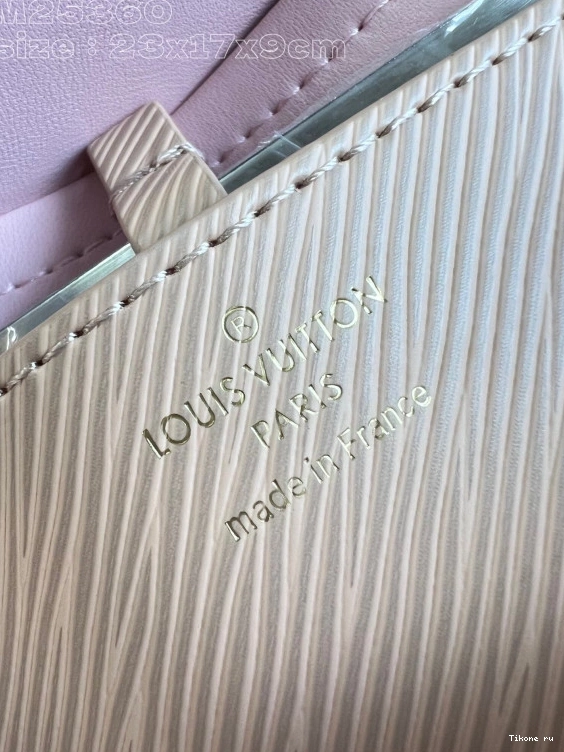 M25360
size : 23x17x9cm
®
LOUIS VUITTON
PARIS
made in France
Tikone ru